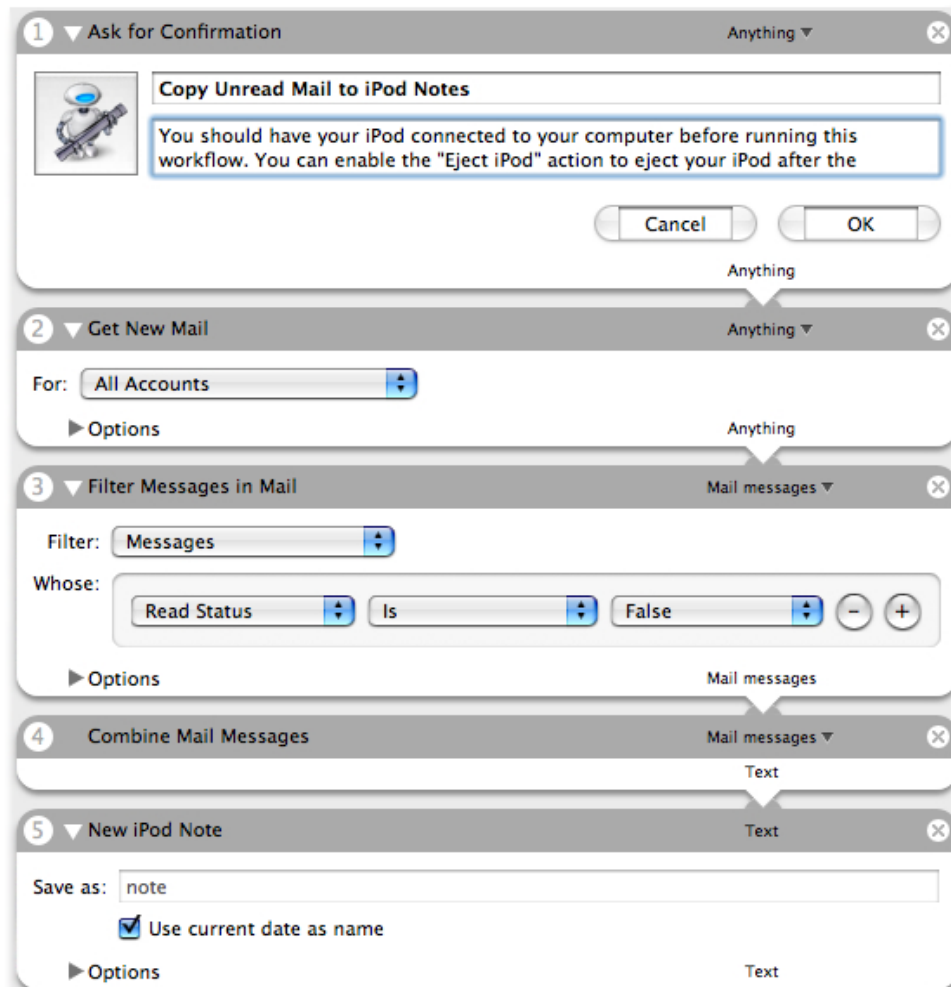 1 Ask for Confirmation Anything
Copy Unread Mail to iPod Notes
You should have your iPod connected to your computer before running this
workflow. You can enable the "Eject iPod" action to eject your iPod after the
Cancel OK
Anything
2 Get New Mail Anything
For: All Accounts
Options Anything
3 Filter Messages in Mail Mail messages
Filter: Messages
Whose:
Read Status Is False
Options Mail messages
4 Combine Mail Messages Mail messages
Text
5 New iPod Note Text
Save as: note
Use current date as name
Options Text